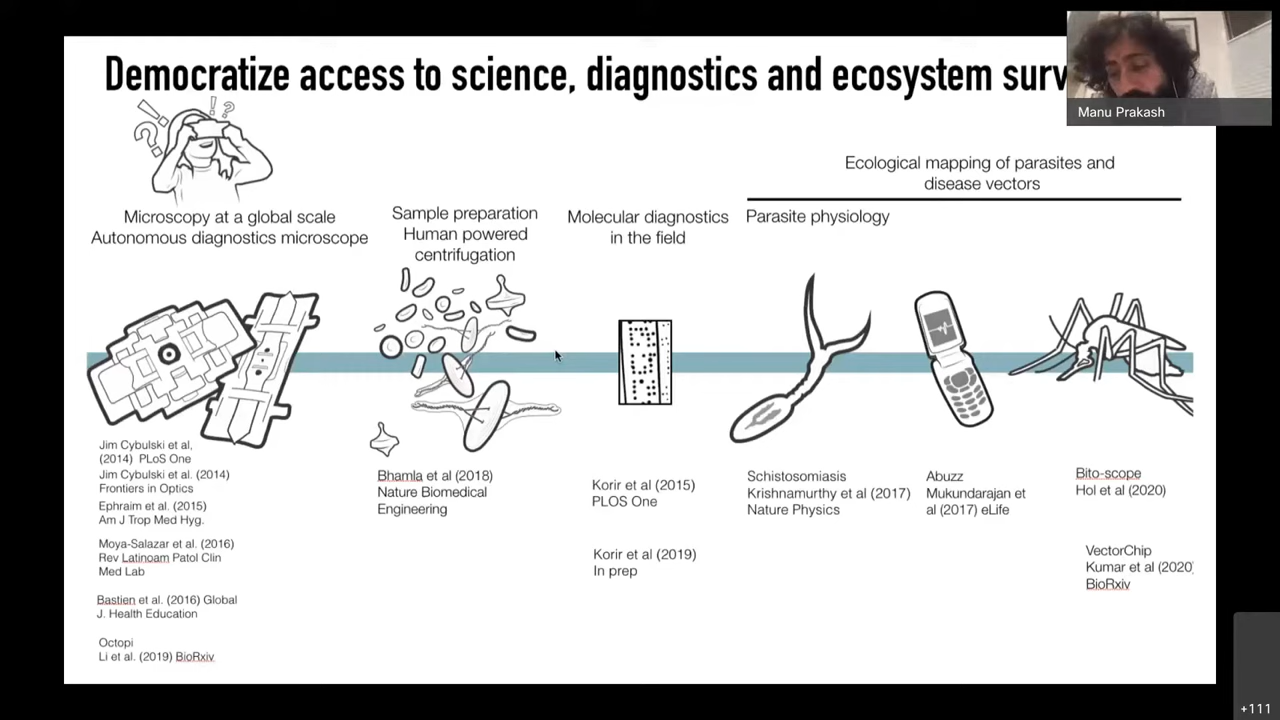 Democratize access to science, diagnostics and ecosystem surv
Manu Prakash
Ecological mapping of parasites and
disease vectors
Microscopy at a global scale
Autonomous diagnostics microscope
Sample preparation
Human powered
centrifugation
Molecular diagnostics
in the field
Parasite physiology
Jim Cybulski et al,
(2014) PLoS One
Jim Cybulski et al. (2014)
Frontiers in Optics
Ephraim et al. (2015)
Am J Trop Med Hyg.
Moya-Salazar et al. (2016)
Rev Latinoam Patol Clin
Med Lab
Bastien et al. (2016) Global
J. Health Education
Octopi
Li et al. (2019) BioRxiv
Bhamla et al (2018)
Nature Biomedical
Engineering
Korir et al (2015)
PLOS One
Korir et al (2019)
In prep
Schistosomiasis
Krishnamurthy et al (2017)
Nature Physics
Abuzz
Mukundarajan et
al (2017) eLife
Bito-scope
Hol et al (2020)
VectorChip
Kumar et al (2020)
BioRxiv
+111